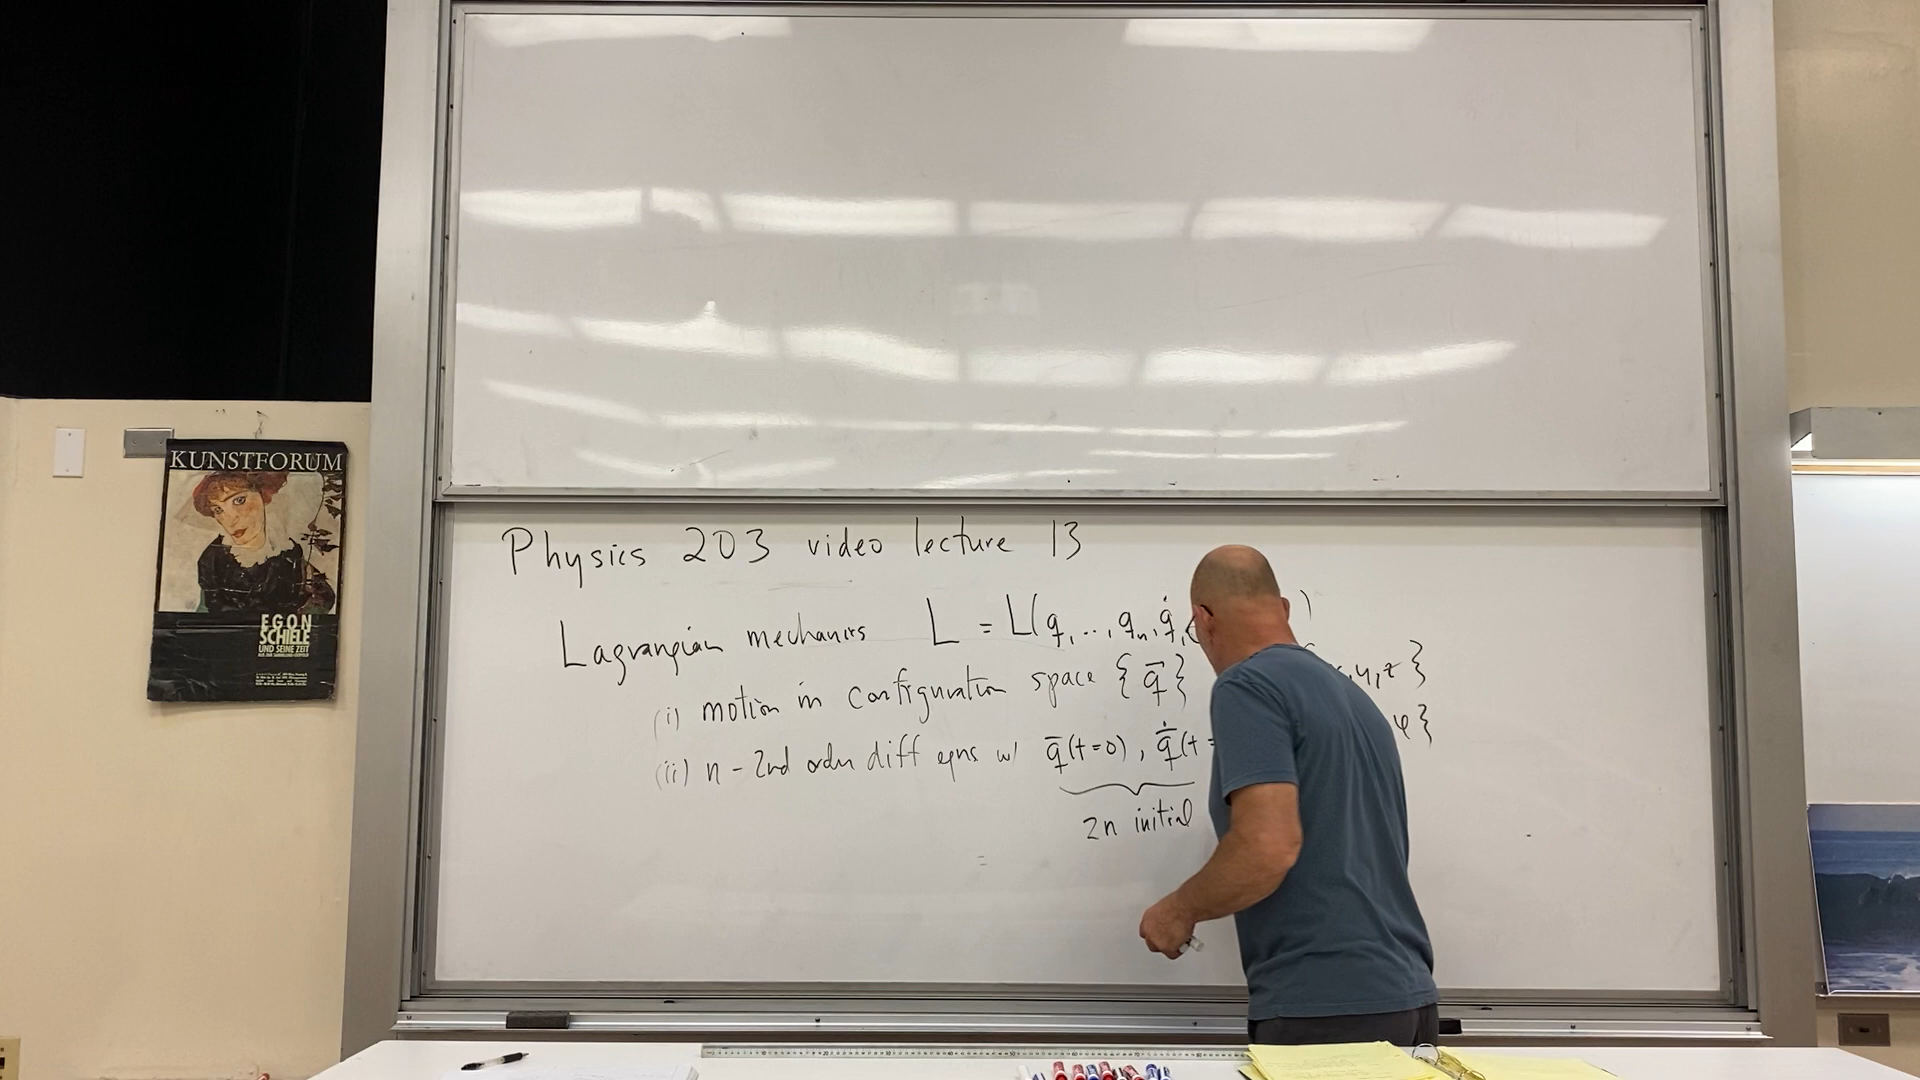 KUNSTFORUM
EGON
SCHIELE
UND SEINE ZEIT
Physics 203 video lecture 13
Lagrangian mechanics L = L(q₁ ..., qₙ, q̇₁ )
(i) motion in configuration space { q̄ } y, z }
(ii) n - 2nd order diff eqns w/ q̄(t=0), q̄̇(t= φ}
2n initial
=